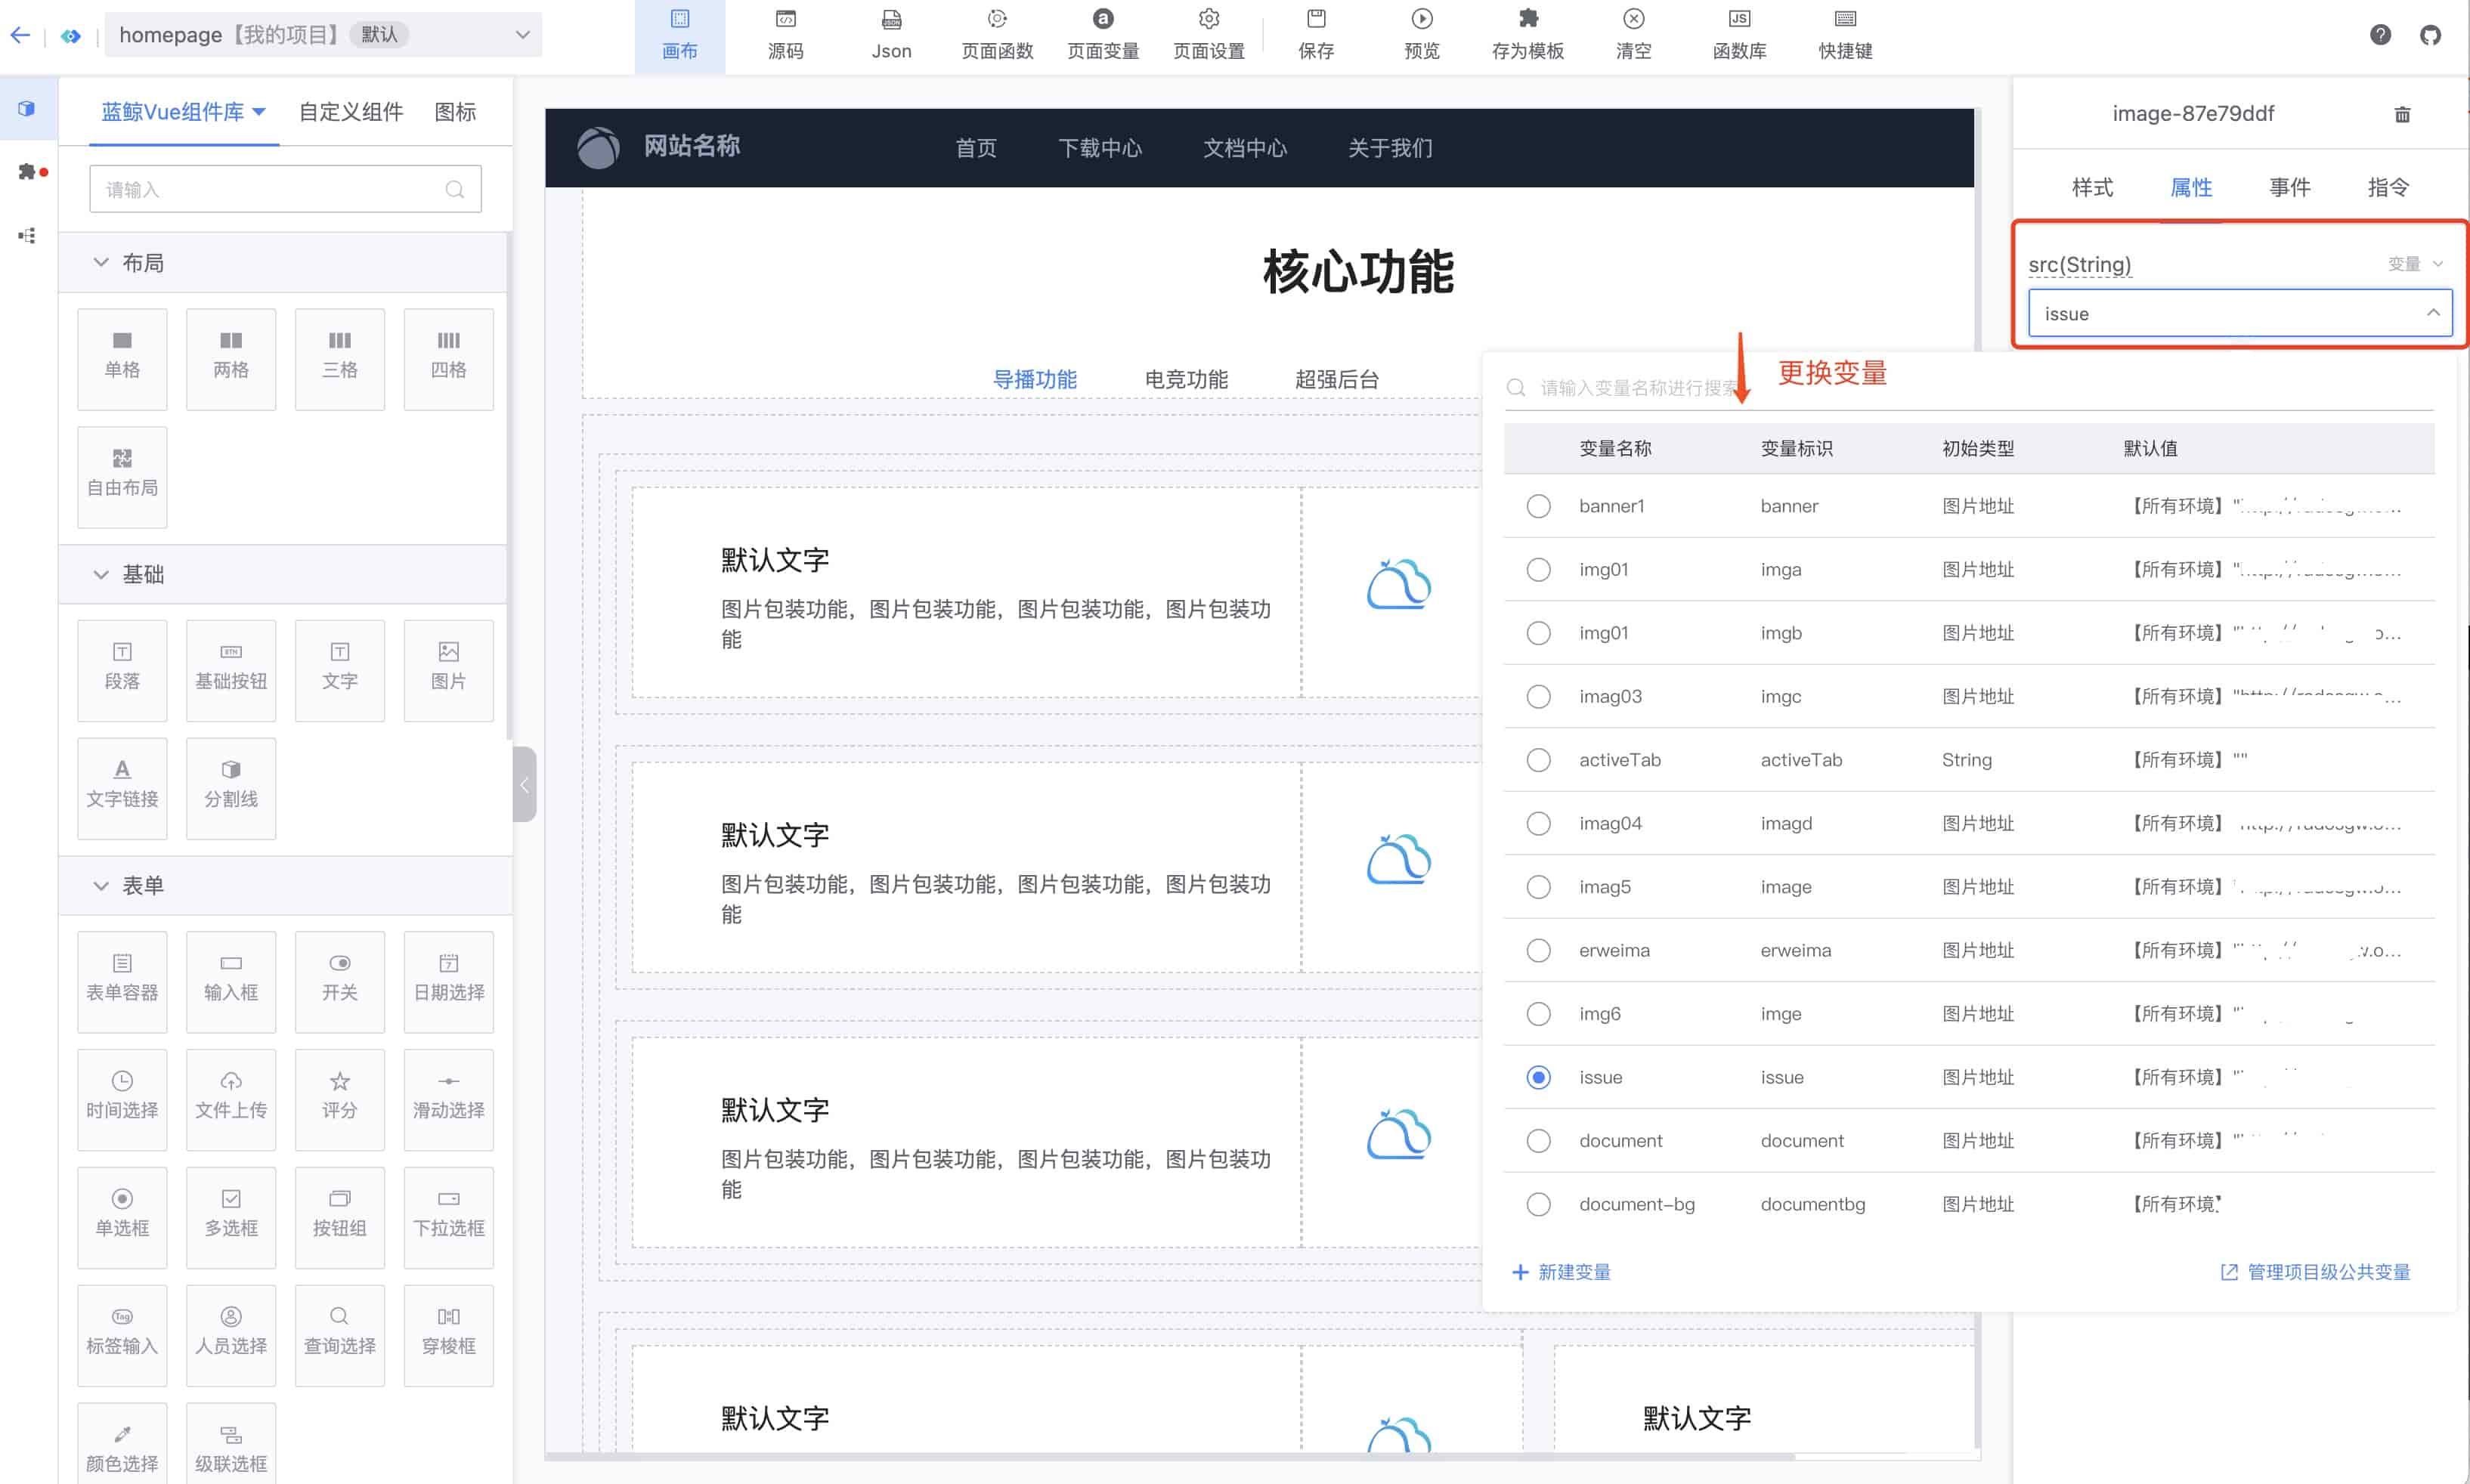 homepage【我的项目】 默认
画布 源码 Json 页面函数 页面变量 页面设置 保存 预览 存为模板 清空 函数库 快捷键
蓝鲸Vue组件库 自定义组件 图标
请输入
布局
单格 两格 三格 四格
自由布局
基础
段落 基础按钮 文字 图片
文字链接 分割线
表单
表单容器 输入框 开关 日期选择
时间选择 文件上传 评分 滑动选择
单选框 多选框 按钮组 下拉选框
标签输入 人员选择 查询选择 穿梭框
颜色选择 级联选框
网站名称 首页 下载中心 文档中心 关于我们
核心功能
导播功能 电竞功能 超强后台
默认文字
图片包装功能，图片包装功能，图片包装功能，图片包装功
能
默认文字
图片包装功能，图片包装功能，图片包装功能，图片包装功
能
默认文字
图片包装功能，图片包装功能，图片包装功能，图片包装功
能
默认文字 默认文字
image-87e79ddf
样式 属性 事件 指令
src(String) 变量
issue
更换变量
请输入变量名称进行搜索
变量名称 变量标识 初始类型 默认值
banner1 banner 图片地址 【所有环境】
img01 imga 图片地址 【所有环境】
img01 imgb 图片地址 【所有环境】
imag03 imgc 图片地址 【所有环境】
activeTab activeTab String 【所有环境】""
imag04 imagd 图片地址 【所有环境】
imag5 image 图片地址 【所有环境】
erweima erweima 图片地址 【所有环境】
img6 imge 图片地址 【所有环境】
issue issue 图片地址 【所有环境】
document document 图片地址 【所有环境】
document-bg documentbg 图片地址 【所有环境
新建变量 管理项目级公共变量